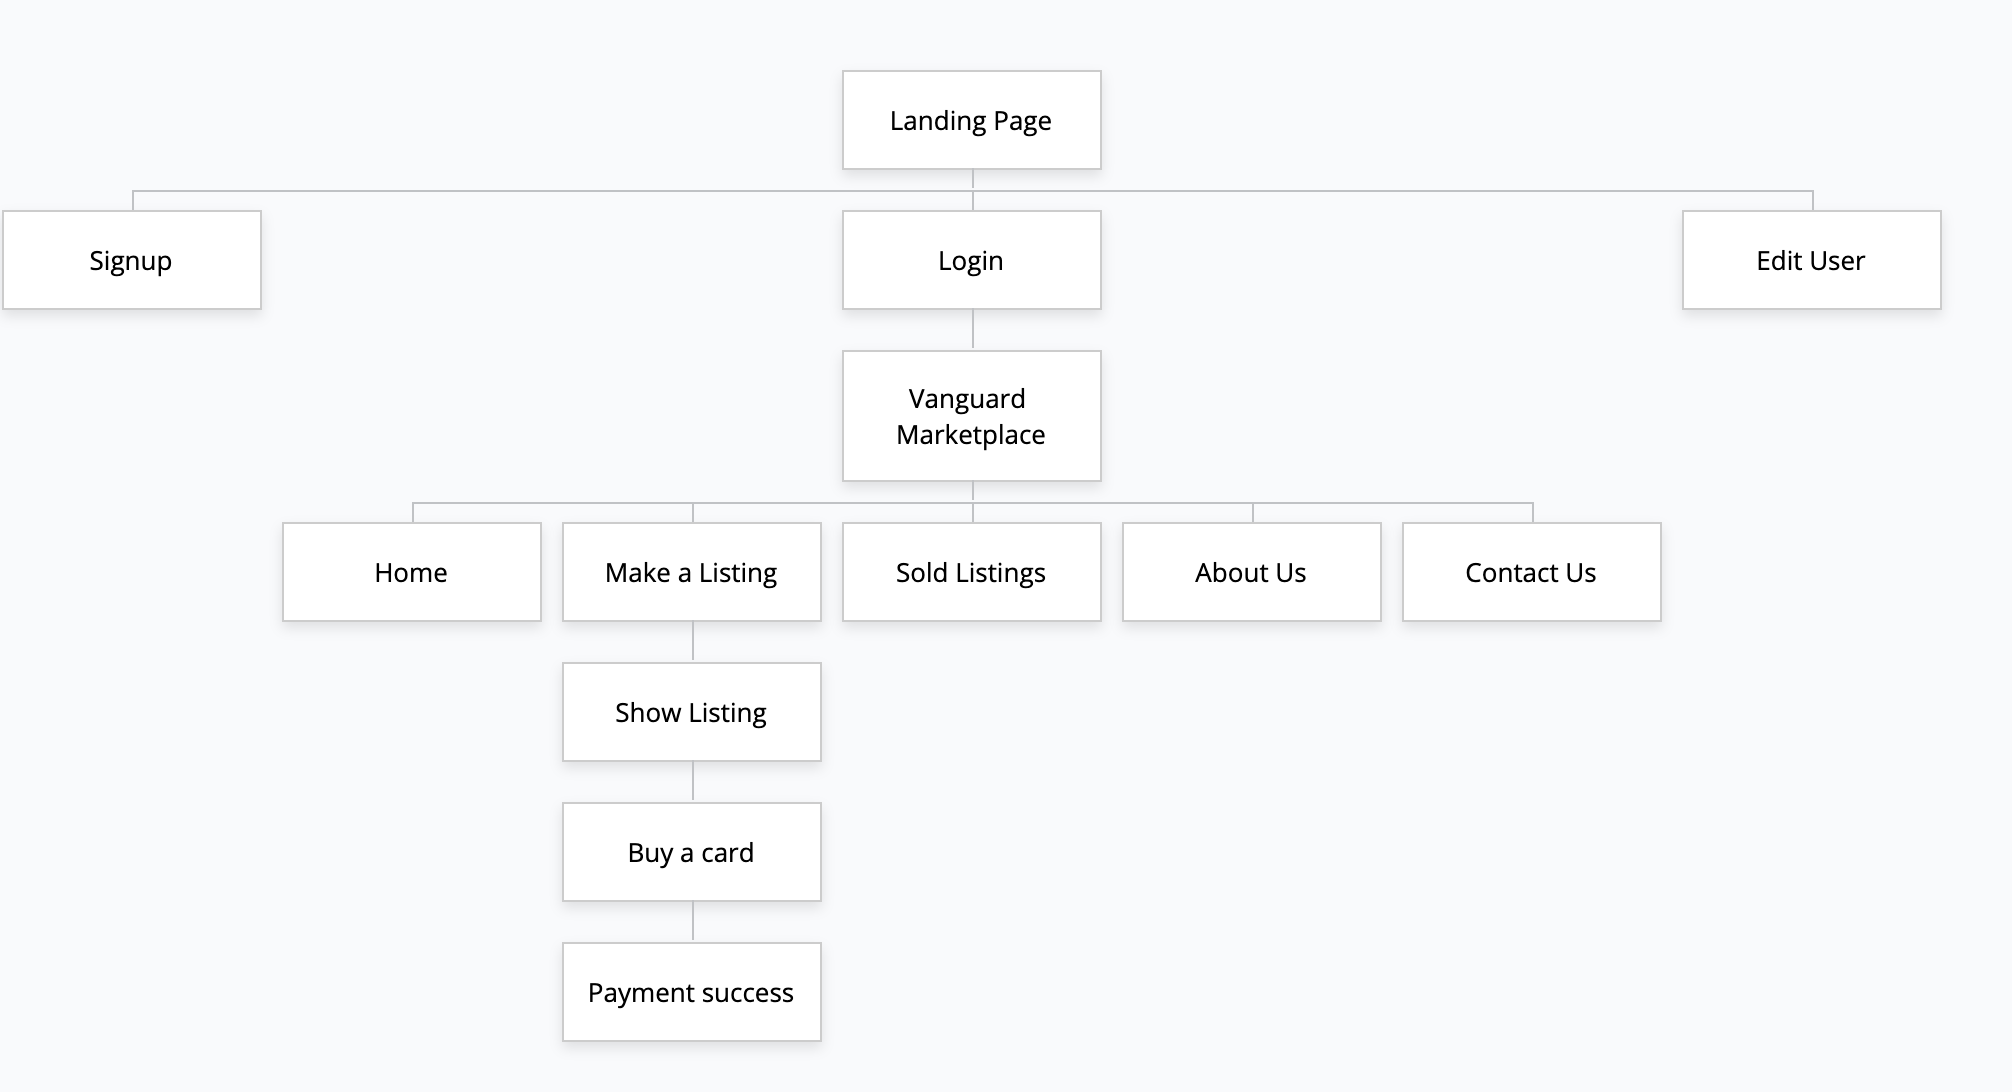 Landing Page
Signup
Login
Edit User
Vanguard
Marketplace
Home
Make a Listing
Sold Listings
About Us
Contact Us
Show Listing
Buy a card
Payment success